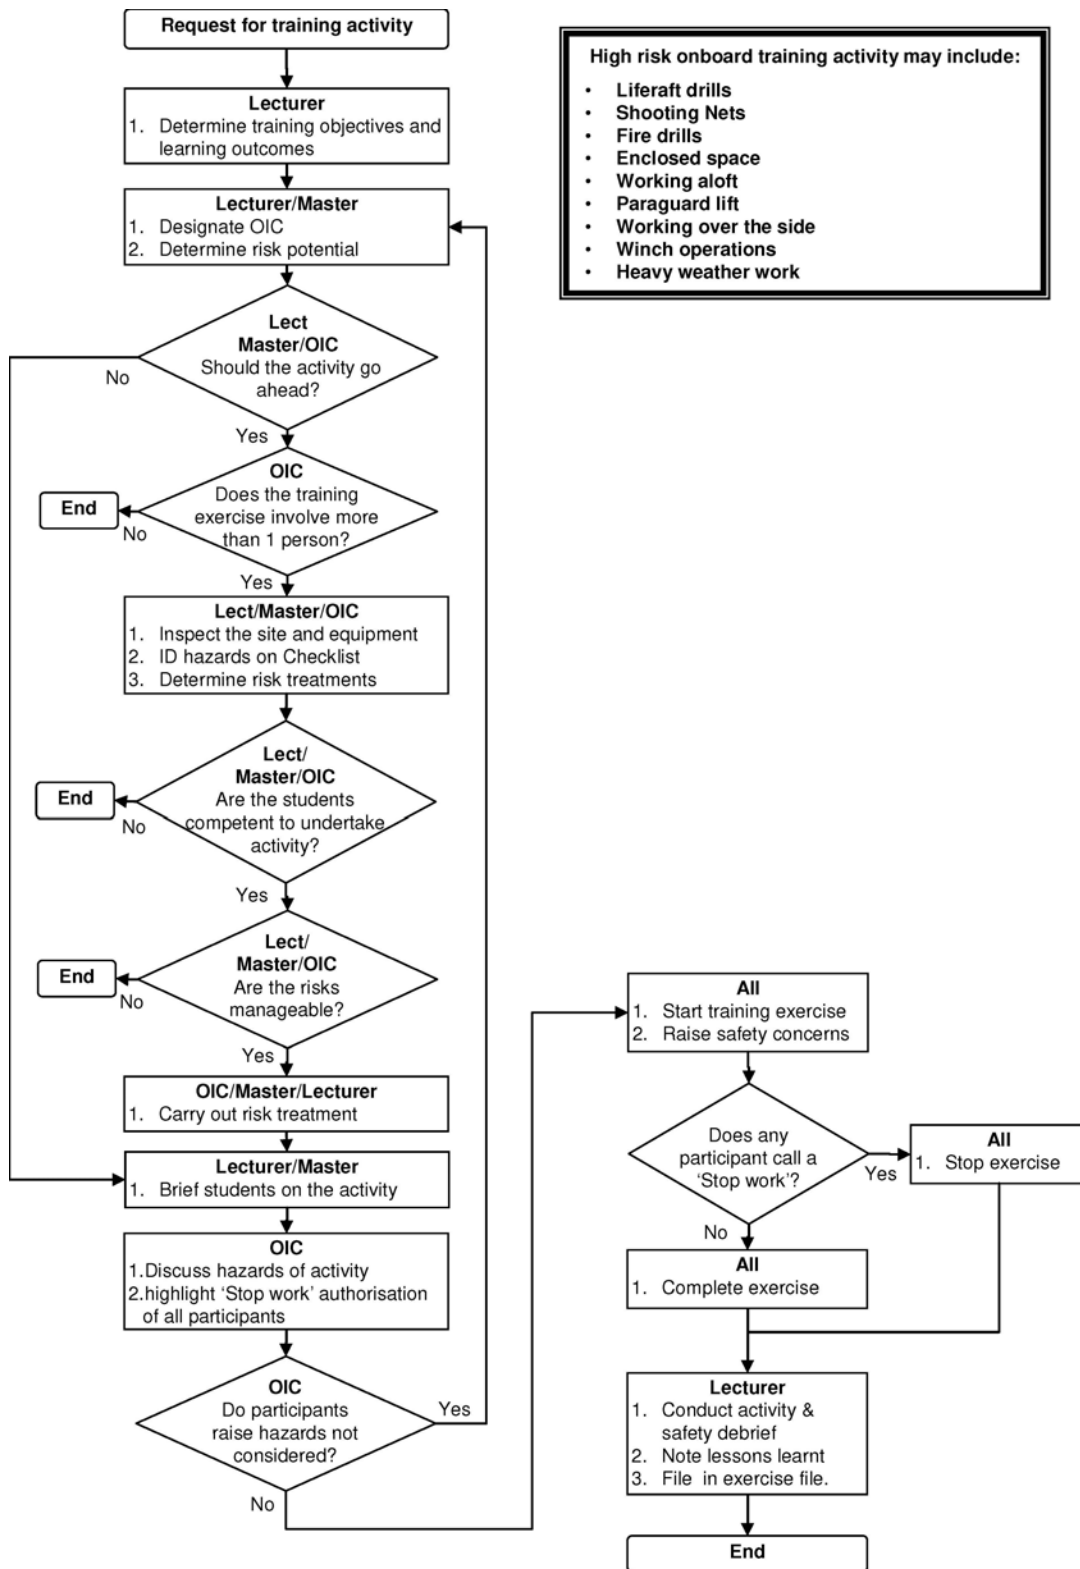 Request for training activity
Lecturer
1. Determine training objectives and
learning outcomes
Lecturer/Master
1. Designate OIC
2. Determine risk potential
Lect
Master/OIC
Should the activity go
ahead?
No
Yes
OIC
Does the training
exercise involve more
than 1 person?
End
No
Yes
Lect/Master/OIC
1. Inspect the site and equipment
2. ID hazards on Checklist
3. Determine risk treatments
Lect/
Master/OIC
Are the students
competent to undertake
activity?
End
No
Yes
Lect/
Master/OIC
Are the risks
manageable?
End
No
Yes
OIC/Master/Lecturer
1. Carry out risk treatment
Lecturer/Master
1. Brief students on the activity
OIC
1.Discuss hazards of activity
2.highlight ‘Stop work’ authorisation
of all participants
OIC
Do participants
raise hazards not
considered?
Yes
No
High risk onboard training activity may include:
• Liferaft drills
• Shooting Nets
• Fire drills
• Enclosed space
• Working aloft
• Paraguard lift
• Working over the side
• Winch operations
• Heavy weather work
All
1. Start training exercise
2. Raise safety concerns
Does any
participant call a
‘Stop work’?
Yes
All
1. Stop exercise
No
All
1. Complete exercise
Lecturer
1. Conduct activity &
safety debrief
2. Note lessons learnt
3. File in exercise file.
End